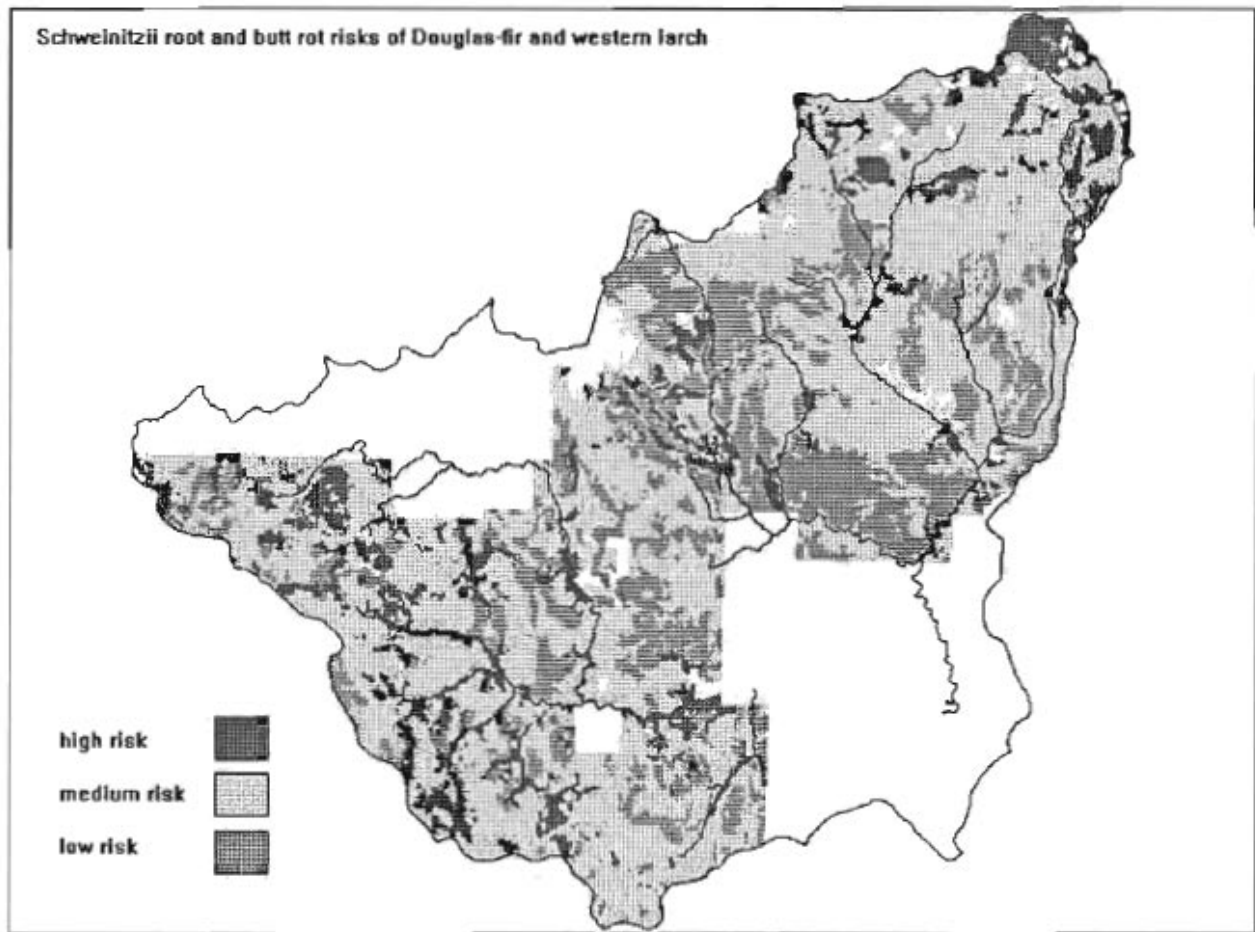 Schweinitzii root and butt rot risks of Douglas-fir and western larch
high risk
medium risk
low risk